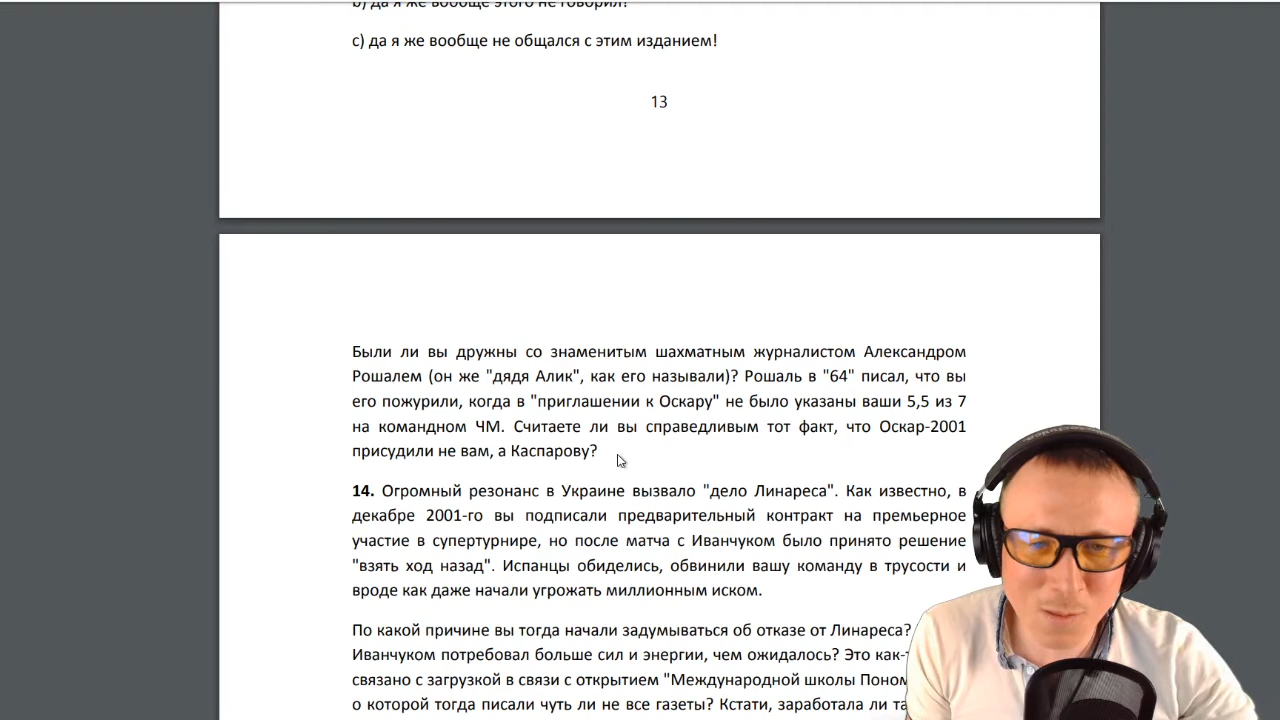 b) да я же вообще этого не говорил!
c) да я же вообще не общался с этим изданием!
13
Были ли вы дружны со знаменитым шахматным журналистом Александром
Рошалем (он же "дядя Алик", как его называли)? Рошаль в "64" писал, что вы
его пожурили, когда в "приглашении к Оскару" не было указаны ваши 5,5 из 7
на командном ЧМ. Считаете ли вы справедливым тот факт, что Оскар-2001
присудили не вам, а Каспарову?
14. Огромный резонанс в Украине вызвало "дело Линареса". Как известно, в
декабре 2001-го вы подписали предварительный контракт на премьерное
участие в супертурнире, но после матча с Иванчуком было принято решение
"взять ход назад". Испанцы обиделись, обвинили вашу команду в трусости и
вроде как даже начали угрожать миллионным иском.
По какой причине вы тогда начали задумываться об отказе от Линареса?
Иванчуком потребовал больше сил и энергии, чем ожидалось? Это как-
связано с загрузкой в связи с открытием "Международной школы
о которой тогда писали чуть ли не все газеты? Кстати, заработала ли